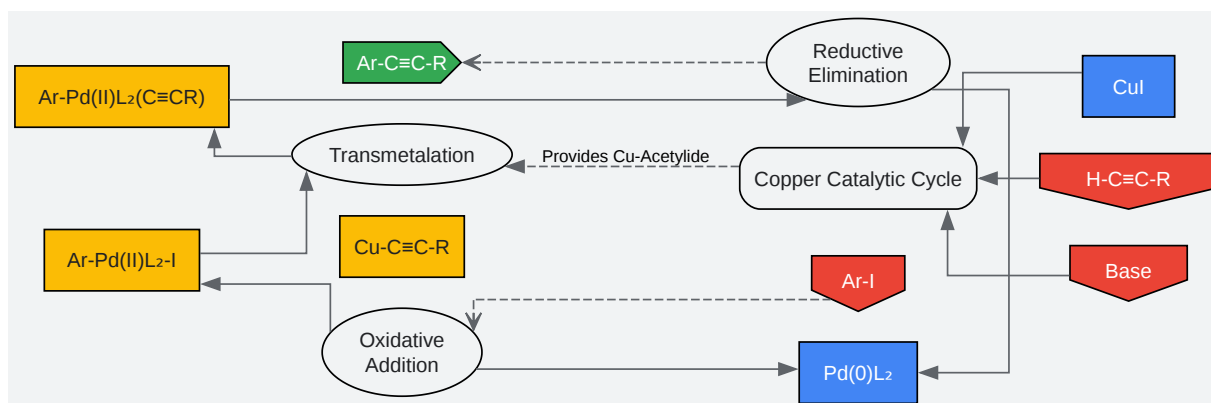 Reductive
Elimination
Ar-C≡C-R
CuI
Ar-Pd(II)L₂(C≡CR)
Transmetalation
Provides Cu-Acetylide
Copper Catalytic Cycle
H-C≡C-R
Ar-Pd(II)L₂-I
Cu-C≡C-R
Ar-I
Base
Oxidative
Addition
Pd(0)L₂